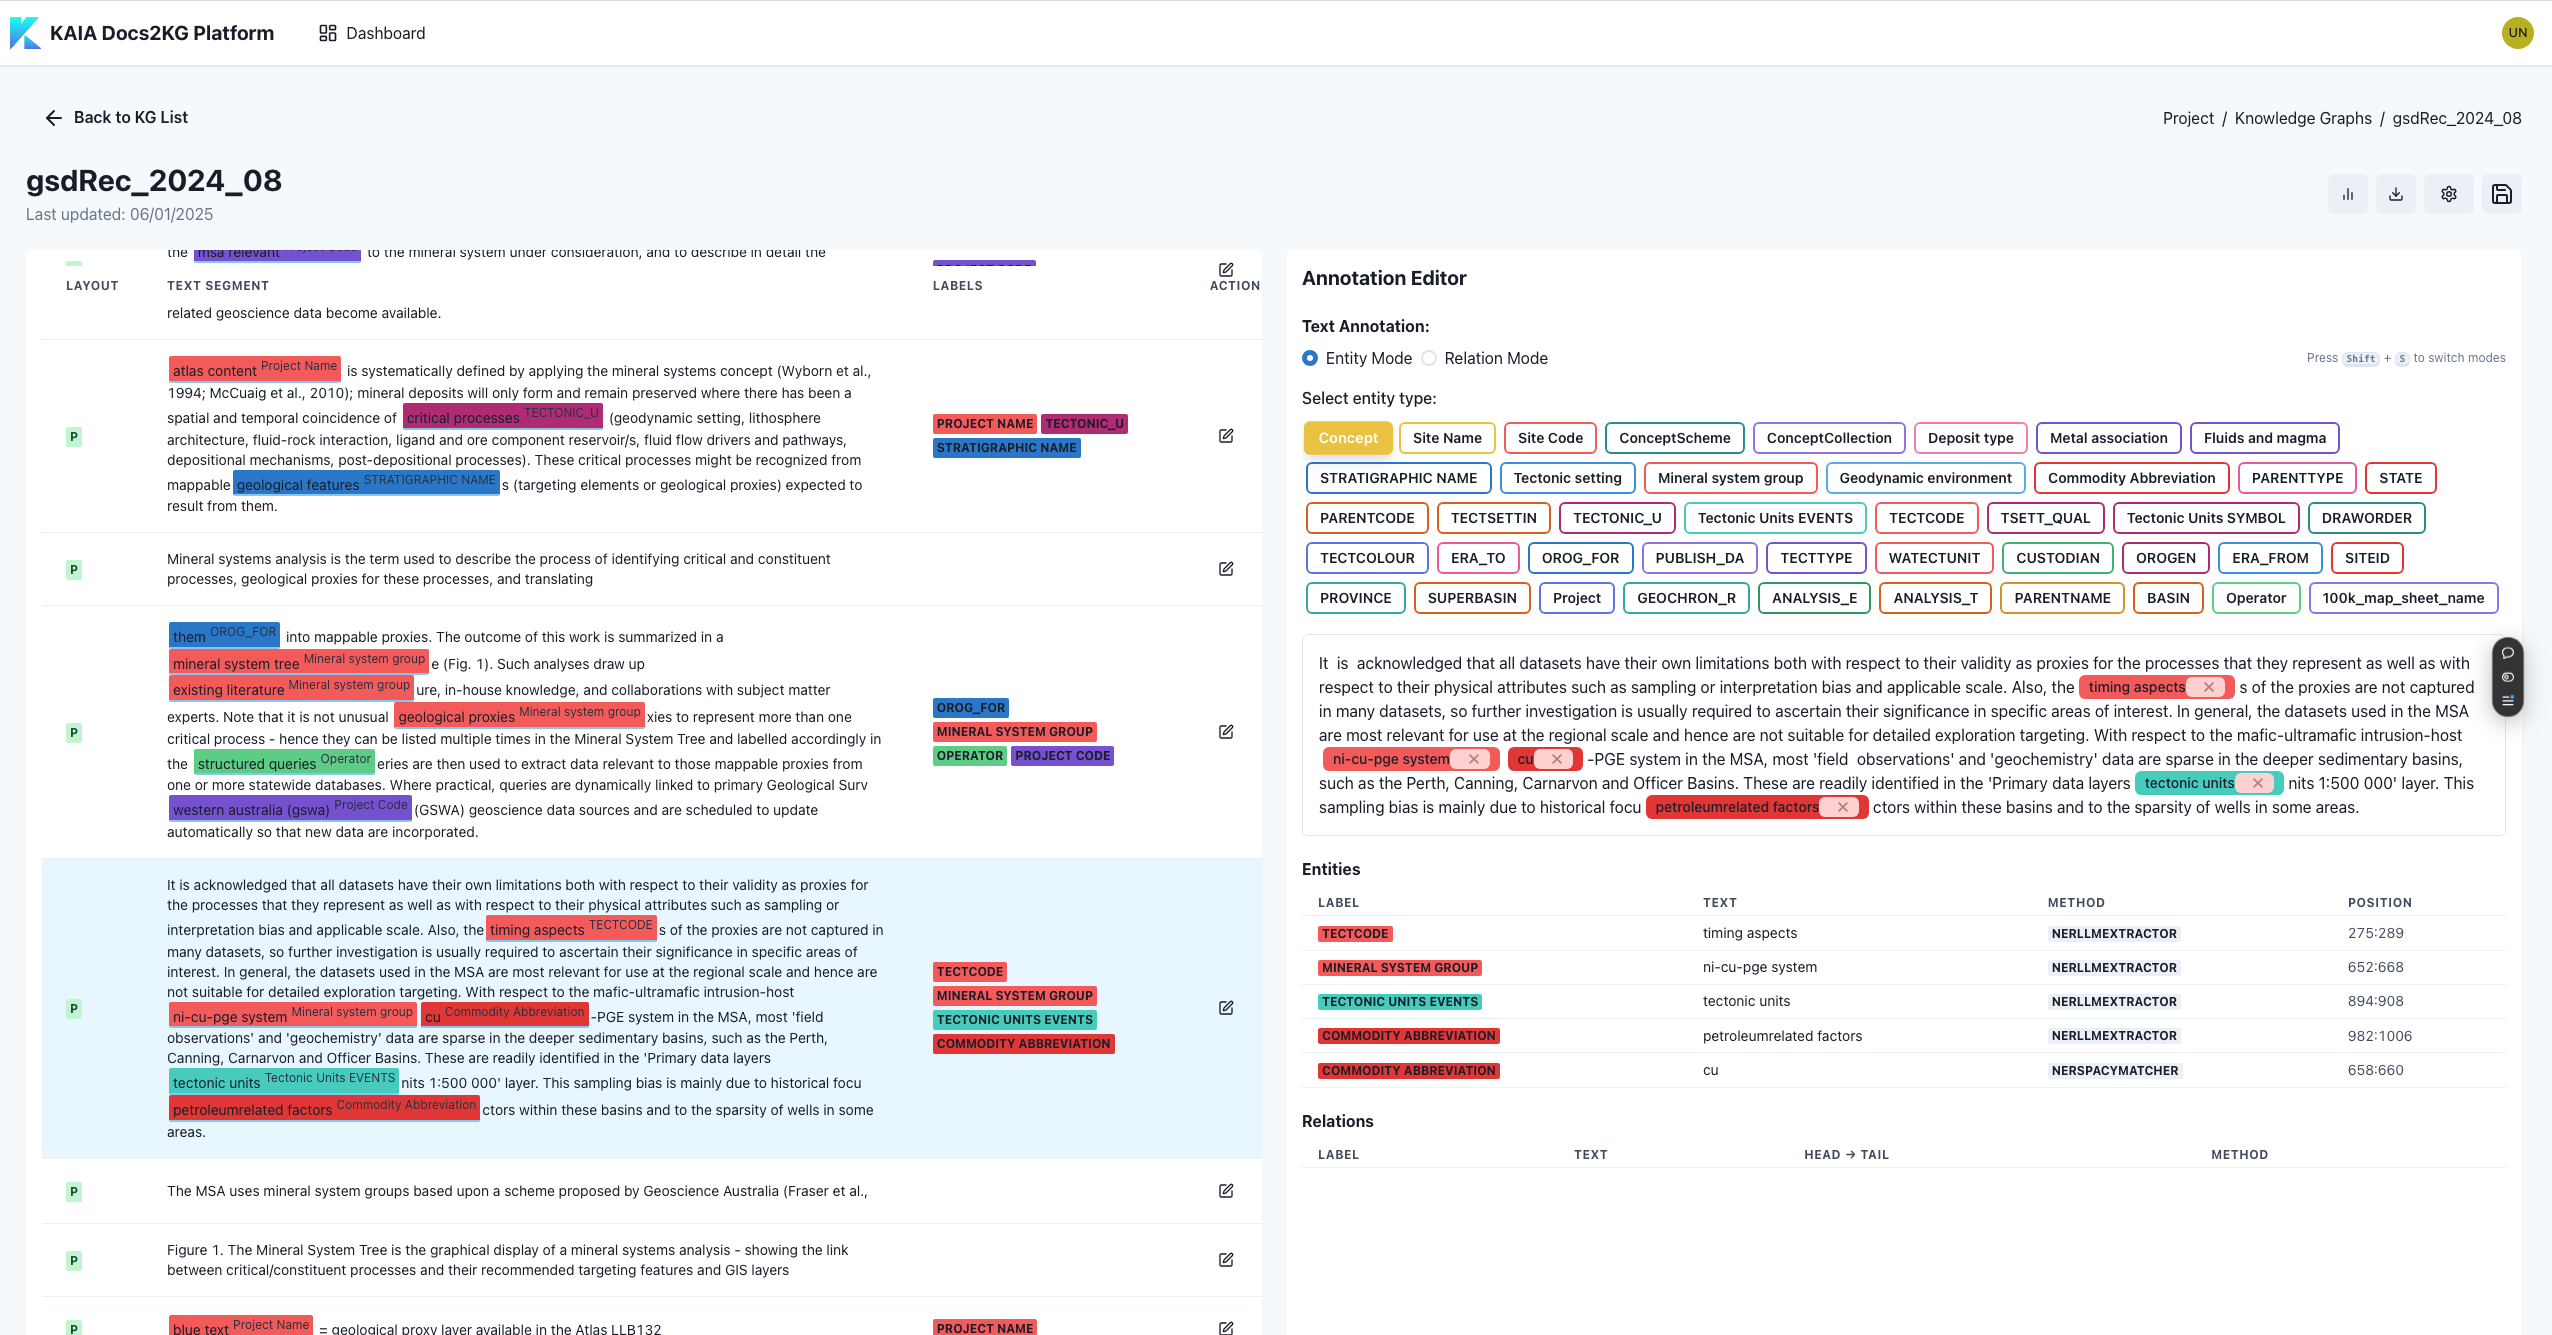 KAIA Docs2KG Platform
Dashboard
UN
Back to KG List
Project / Knowledge Graphs / gsdRec_2024_08
gsdRec_2024_08
Last updated: 06/01/2025
the msa relevant to the mineral system under consideration, and to describe in detail the
LAYOUT TEXT SEGMENT LABELS ACTION
related geoscience data become available.
P
atlas content Project Name is systematically defined by applying the mineral systems concept (Wyborn et al.,
1994; McCuaig et al., 2010); mineral deposits will only form and remain preserved where there has been a
spatial and temporal coincidence of critical processes TECTONIC_U (geodynamic setting, lithosphere
architecture, fluid-rock interaction, ligand and ore component reservoir/s, fluid flow drivers and pathways,
depositional mechanisms, post-depositional processes). These critical processes might be recognized from
mappable geological features STRATIGRAPHIC NAME s (targeting elements or geological proxies) expected to
result from them.
PROJECT NAME TECTONIC_U
STRATIGRAPHIC NAME
P
Mineral systems analysis is the term used to describe the process of identifying critical and constituent
processes, geological proxies for these processes, and translating
P
them OROG_FOR into mappable proxies. The outcome of this work is summarized in a
mineral system tree Mineral system group e (Fig. 1). Such analyses draw up
existing literature Mineral system group ure, in-house knowledge, and collaborations with subject matter
experts. Note that it is not unusual geological proxies Mineral system group xies to represent more than one
critical process - hence they can be listed multiple times in the Mineral System Tree and labelled accordingly in
the structured queries Operator eries are then used to extract data relevant to those mappable proxies from
one or more statewide databases. Where practical, queries are dynamically linked to primary Geological Surv
western australia (gswa) Project Code (GSWA) geoscience data sources and are scheduled to update
automatically so that new data are incorporated.
OROG_FOR
MINERAL SYSTEM GROUP
OPERATOR PROJECT CODE
P
It is acknowledged that all datasets have their own limitations both with respect to their validity as proxies for
the processes that they represent as well as with respect to their physical attributes such as sampling or
interpretation bias and applicable scale. Also, the timing aspects TECTCODE s of the proxies are not captured in
many datasets, so further investigation is usually required to ascertain their significance in specific areas of
interest. In general, the datasets used in the MSA are most relevant for use at the regional scale and hence are
not suitable for detailed exploration targeting. With respect to the mafic-ultramafic intrusion-host
ni-cu-pge system Mineral system group cu Commodity Abbreviation -PGE system in the MSA, most 'field
observations' and 'geochemistry' data are sparse in the deeper sedimentary basins, such as the Perth,
Canning, Carnarvon and Officer Basins. These are readily identified in the 'Primary data layers
tectonic units Tectonic Units EVENTS nits 1:500 000' layer. This sampling bias is mainly due to historical focu
petroleumrelated factors Commodity Abbreviation ctors within these basins and to the sparsity of wells in some
areas.
TECTCODE
MINERAL SYSTEM GROUP
TECTONIC UNITS EVENTS
COMMODITY ABBREVIATION
P
The MSA uses mineral system groups based upon a scheme proposed by Geoscience Australia (Fraser et al.,
P
Figure 1. The Mineral System Tree is the graphical display of a mineral systems analysis - showing the link
between critical/constituent processes and their recommended targeting features and GIS layers
P
blue text Project Name = geological proxy layer available in the Atlas LLB132
PROJECT NAME
Annotation Editor
Text Annotation:
Entity Mode Relation Mode
Press Shift + S to switch modes
Select entity type:
Concept Site Name Site Code ConceptScheme ConceptCollection Deposit type Metal association Fluids and magma
STRATIGRAPHIC NAME Tectonic setting Mineral system group Geodynamic environment Commodity Abbreviation PARENTTYPE STATE
PARENTCODE TECTSETTIN TECTONIC_U Tectonic Units EVENTS TECTCODE TSETT_QUAL Tectonic Units SYMBOL DRAWORDER
TECTCOLOUR ERA_TO OROG_FOR PUBLISH_DA TECTTYPE WATECTUNIT CUSTODIAN OROGEN ERA_FROM SITEID
PROVINCE SUPERBASIN Project GEOCHRON_R ANALYSIS_E ANALYSIS_T PARENTNAME BASIN Operator 100k_map_sheet_name
It is acknowledged that all datasets have their own limitations both with respect to their validity as proxies for the processes that they represent as well as with
respect to their physical attributes such as sampling or interpretation bias and applicable scale. Also, the timing aspects s of the proxies are not captured
in many datasets, so further investigation is usually required to ascertain their significance in specific areas of interest. In general, the datasets used in the MSA
are most relevant for use at the regional scale and hence are not suitable for detailed exploration targeting. With respect to the mafic-ultramafic intrusion-host
ni-cu-pge system cu -PGE system in the MSA, most 'field observations' and 'geochemistry' data are sparse in the deeper sedimentary basins,
such as the Perth, Canning, Carnarvon and Officer Basins. These are readily identified in the 'Primary data layers tectonic units nits 1:500 000' layer. This
sampling bias is mainly due to historical focu petroleumrelated factors ctors within these basins and to the sparsity of wells in some areas.
Entities
LABEL TEXT METHOD POSITION
TECTCODE timing aspects NERLLMEXTRACTOR 275:289
MINERAL SYSTEM GROUP ni-cu-pge system NERLLMEXTRACTOR 652:668
TECTONIC UNITS EVENTS tectonic units NERLLMEXTRACTOR 894:908
COMMODITY ABBREVIATION petroleumrelated factors NERLLMEXTRACTOR 982:1006
COMMODITY ABBREVIATION cu NERSPACYMATCHER 658:660
Relations
LABEL TEXT HEAD → TAIL METHOD